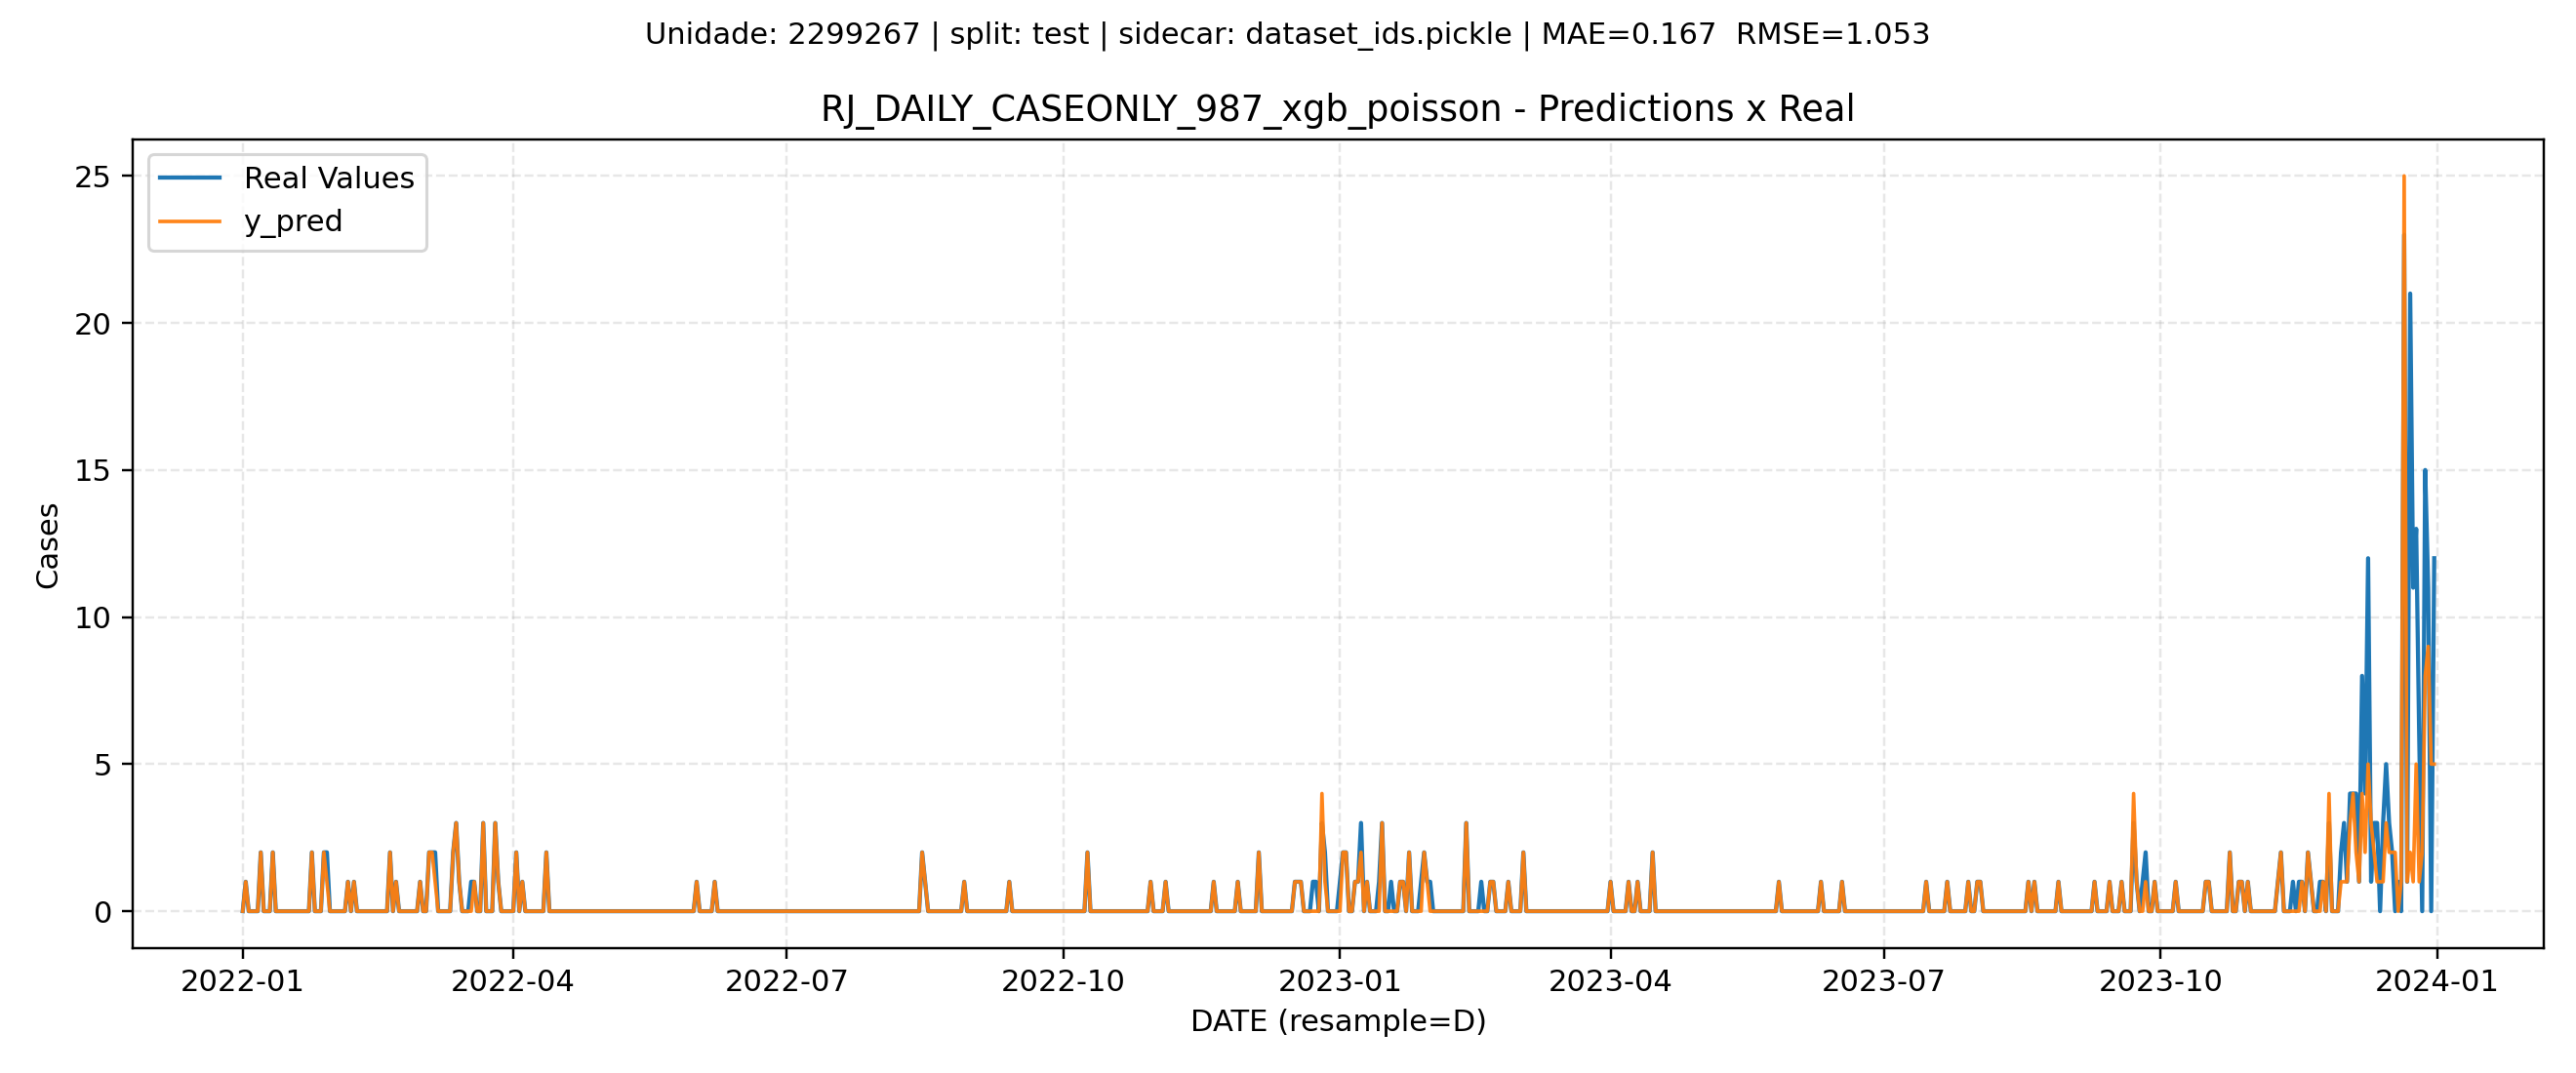 Unidade: 2299267 | split: test | sidecar: dataset_ids.pickle | MAE=0.167  RMSE=1.053
RJ_DAILY_CASEONLY_987_xgb_poisson - Predictions x Real
Real Values
y_pred
25
20
15
10
5
0
Cases
2022-01 2022-04 2022-07 2022-10 2023-01 2023-04 2023-07 2023-10 2024-01
DATE (resample=D)